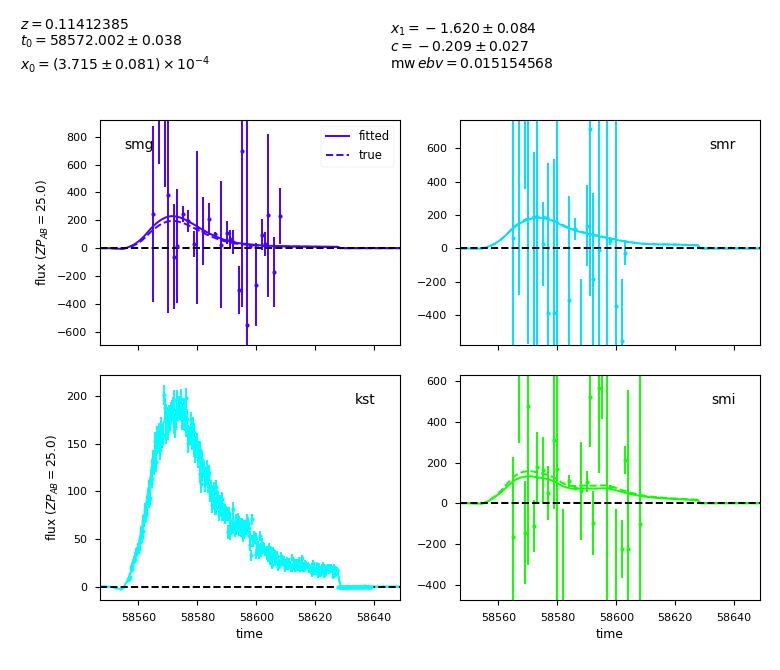 z = 0.11412385
t₀ = 58572.002 ± 0.038
x₀ = (3.715 ± 0.081) × 10⁻⁴
x₁ = −1.620 ± 0.084
c = −0.209 ± 0.027
mw ebv = 0.015154568
smg
fitted
true
800
600
400
200
0
−200
−400
−600
flux (ZP_AB = 25.0)
smr
600
400
200
0
−200
−400
kst
200
150
100
50
0
flux (ZP_AB = 25.0)
58560 58580 58600 58620 58640
time
smi
600
400
200
0
−200
−400
58560 58580 58600 58620 58640
time